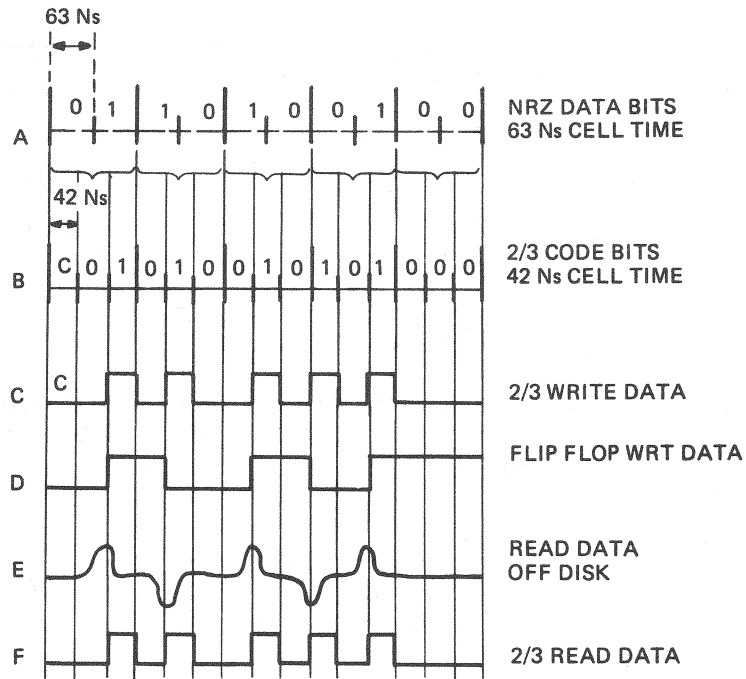 63 Ns
0 1 1 0 1 0 0 1 0 0
NRZ DATA BITS
63 Ns CELL TIME
A
42 Ns
C 0 1 0 1 0 0 1 0 1 0 1 0 0 0
2/3 CODE BITS
42 Ns CELL TIME
B
C
C
2/3 WRITE DATA
FLIP FLOP WRT DATA
D
READ DATA
OFF DISK
E
2/3 READ DATA
F